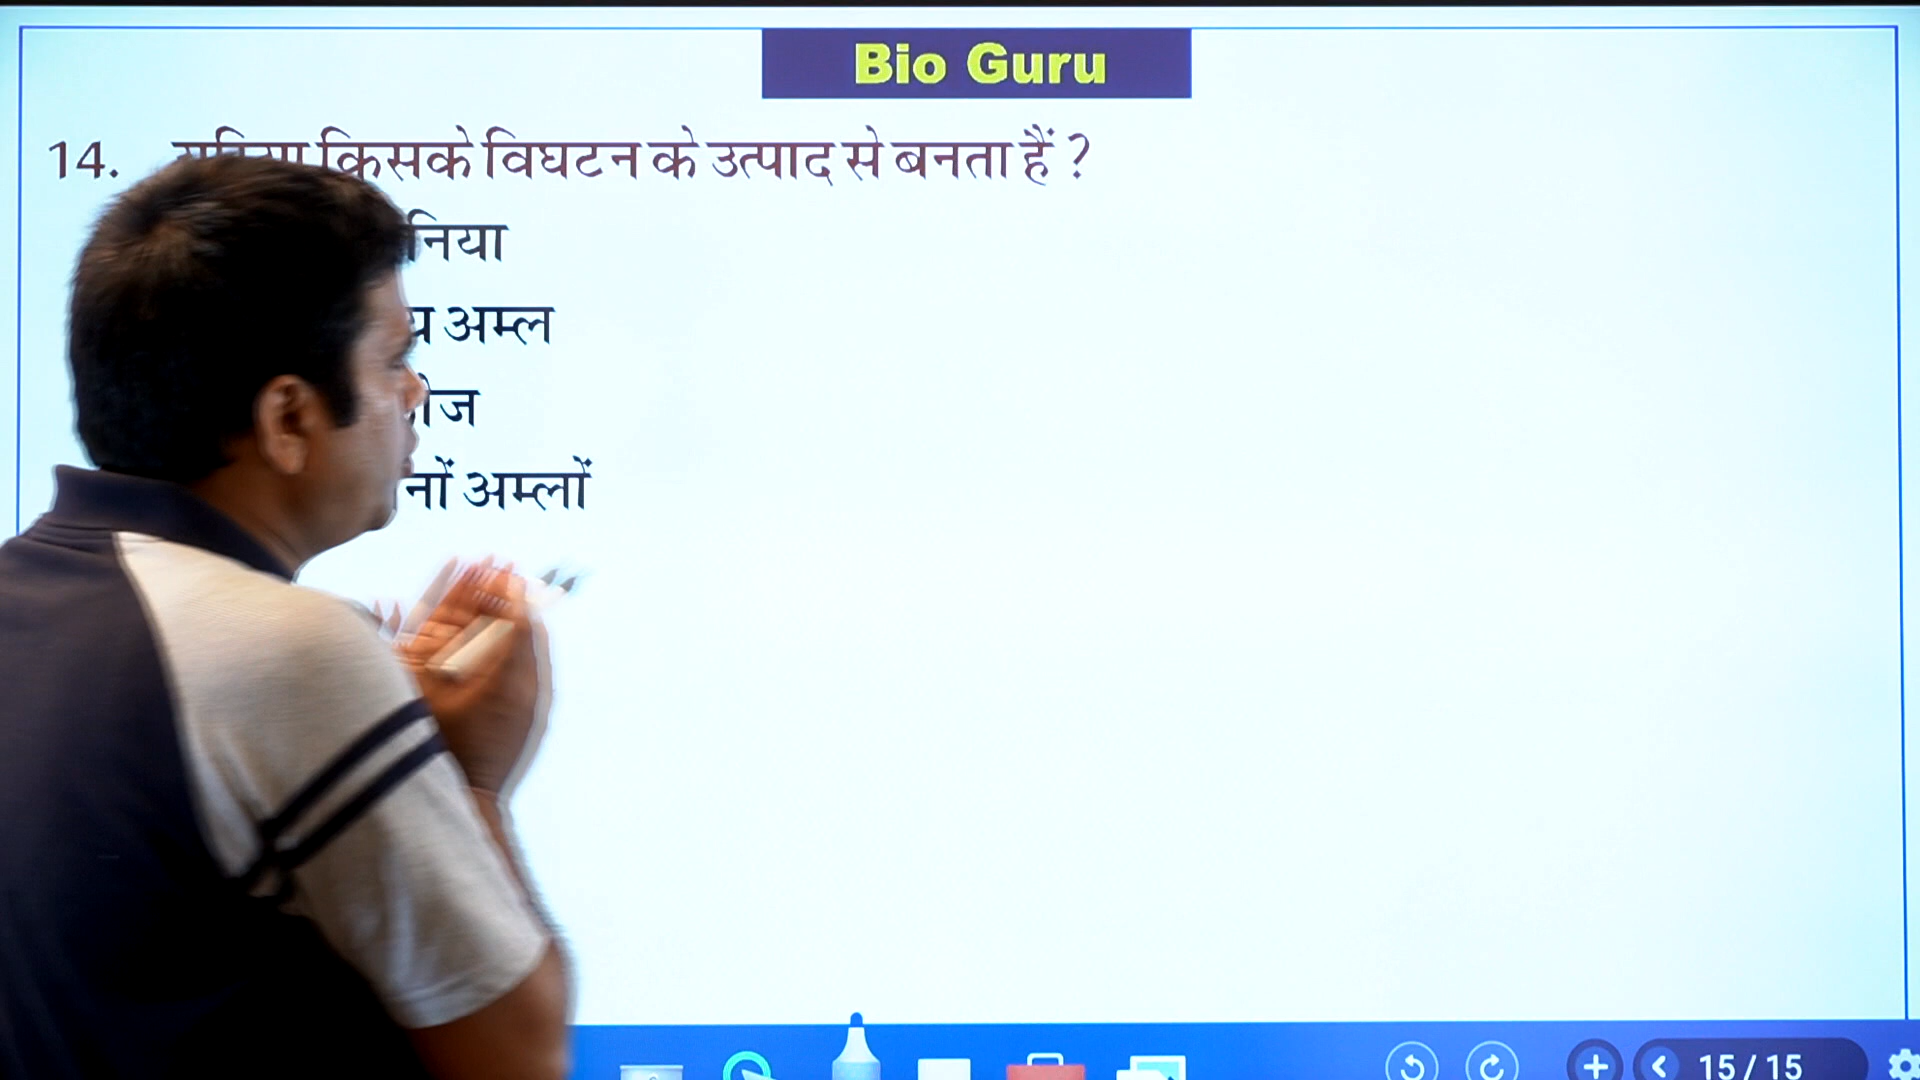 Bio Guru
14. किसके विघटन के उत्पाद से बनता हैं ?
अम्ल
अम्लों
15 / 15